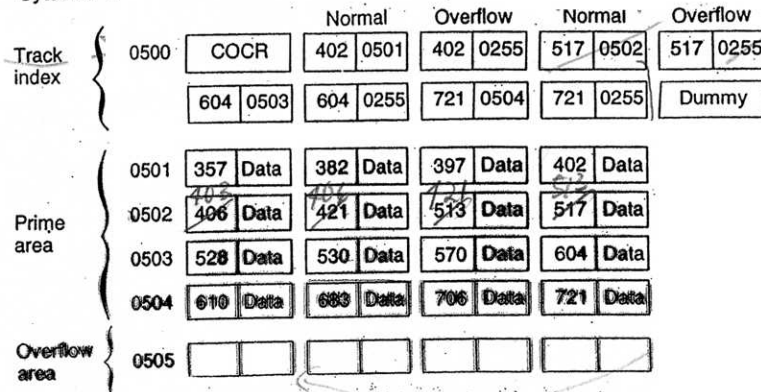 Normal Overflow Normal Overflow
Track index 0500 COCR 402 0501 402 0255 517 0502 517 0255
604 0503 604 0255 721 0504 721 0255 Dummy
0501 357 Data 382 Data 397 Data 402 Data
403 406 421 513
Prime area 0502 406 Data 421 Data 513 Data 517 Data
0503 528 Data 530 Data 570 Data 604 Data
0504 610 Data 683 Data 706 Data 721 Data
Overflow area 0505